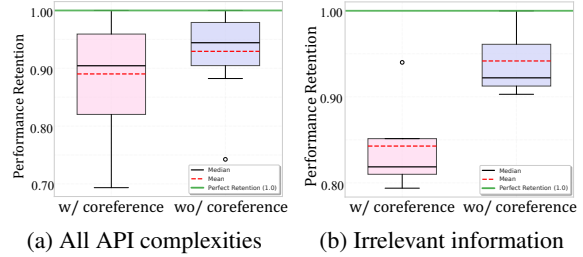 Performance Retention
1.00
0.90
0.80
0.70
Median
Mean
Perfect Retention (1.0)
w/ coreference
wo/ coreference
(a) All API complexities
Performance Retention
1.00
0.90
0.80
Median
Mean
Perfect Retention (1.0)
w/ coreference
wo/ coreference
(b) Irrelevant information